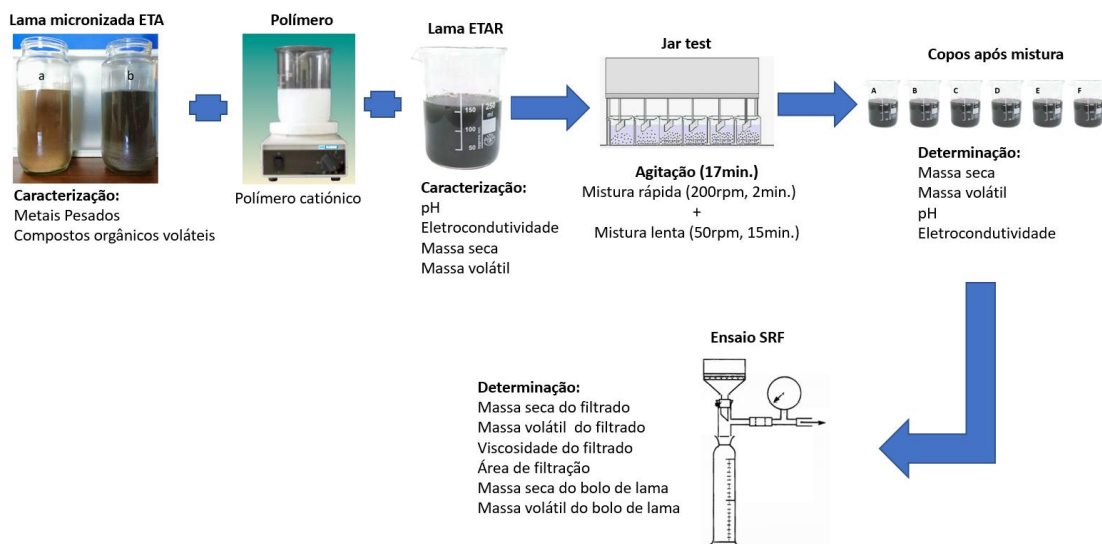 Lama micronizada ETA
a
b
Caracterização:
Metais Pesados
Compostos orgânicos voláteis
Polímero
Polímero catiónico
Lama ETAR
250
ml
150
100
50
Caracterização:
pH
Eletrocondutividade
Massa seca
Massa volátil
Jar test
Agitação (17min.)
Mistura rápida (200rpm, 2min.)
+
Mistura lenta (50rpm, 15min.)
Copos após mistura
A
B
C
D
E
F
Determinação:
Massa seca
Massa volátil
pH
Eletrocondutividade
Ensaio SRF
Determinação:
Massa seca do filtrado
Massa volátil do filtrado
Viscosidade do filtrado
Área de filtração
Massa seca do bolo de lama
Massa volátil do bolo de lama